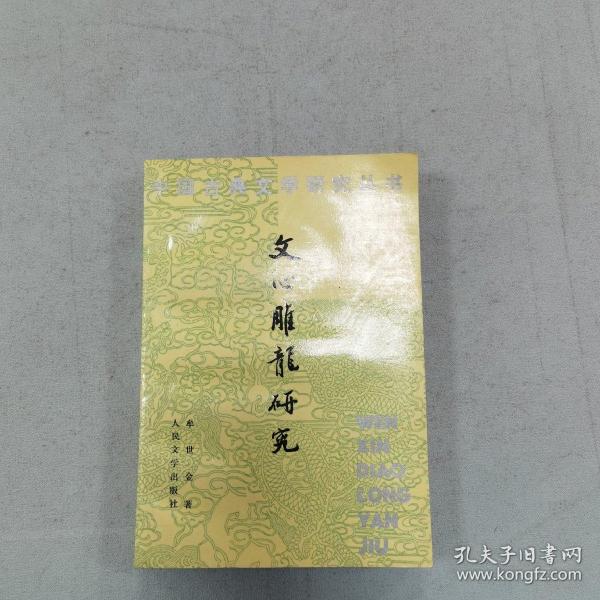 中国古典文学研究丛书
文心雕龍研究
牟世金著
人民文学出版社
WEN
XIN
DIAO
LONG
YAN
JIU
孔夫子旧书网
www.kongfz.com